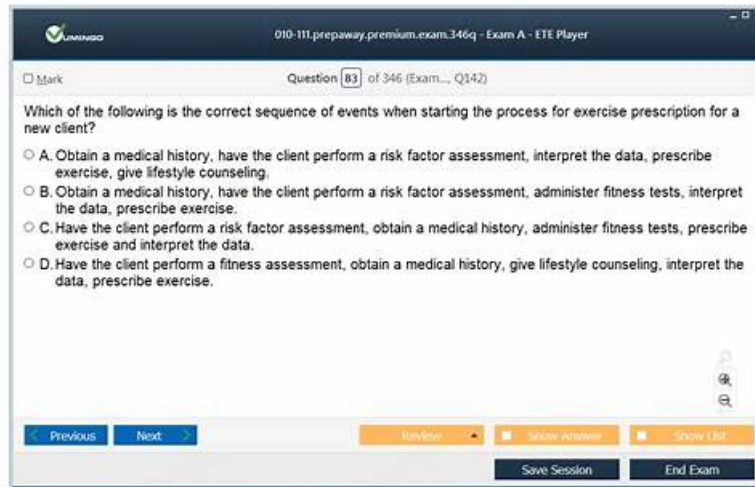 VUMINGO
010-111.prepaway.premium.exam.346q - Exam A - ETE Player
Mark
Question 83 of 346 (Exam..., Q142)
Which of the following is the correct sequence of events when starting the process for exercise prescription for a
new client?
A. Obtain a medical history, have the client perform a risk factor assessment, interpret the data, prescribe
exercise, give lifestyle counseling.
B. Obtain a medical history, have the client perform a risk factor assessment, administer fitness tests, interpret
the data, prescribe exercise.
C. Have the client perform a risk factor assessment, obtain a medical history, administer fitness tests, prescribe
exercise and interpret the data.
D. Have the client perform a fitness assessment, obtain a medical history, give lifestyle counseling, interpret the
data, prescribe exercise.
Previous Next Review Show Answer Show List
Save Session End Exam